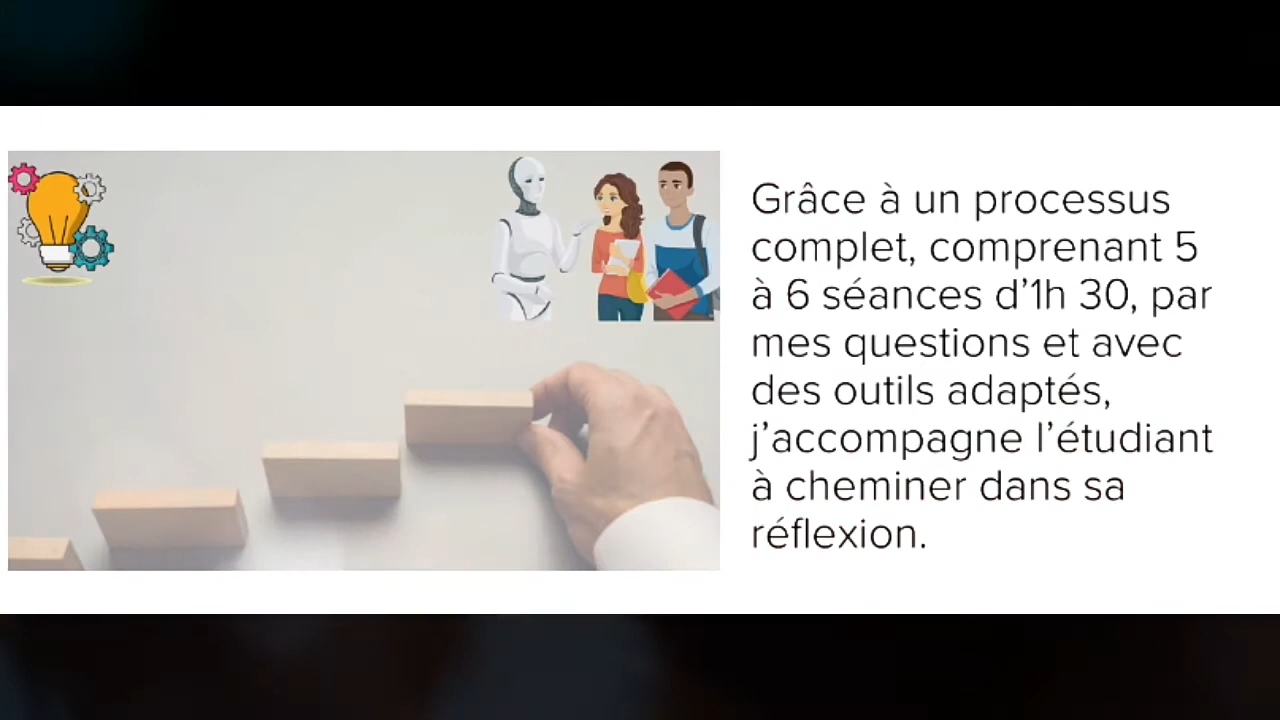 Grâce à un processus
complet, comprenant 5
à 6 séances d’1h 30, par
mes questions et avec
des outils adaptés,
j’accompagne l’étudiant
à cheminer dans sa
réflexion.